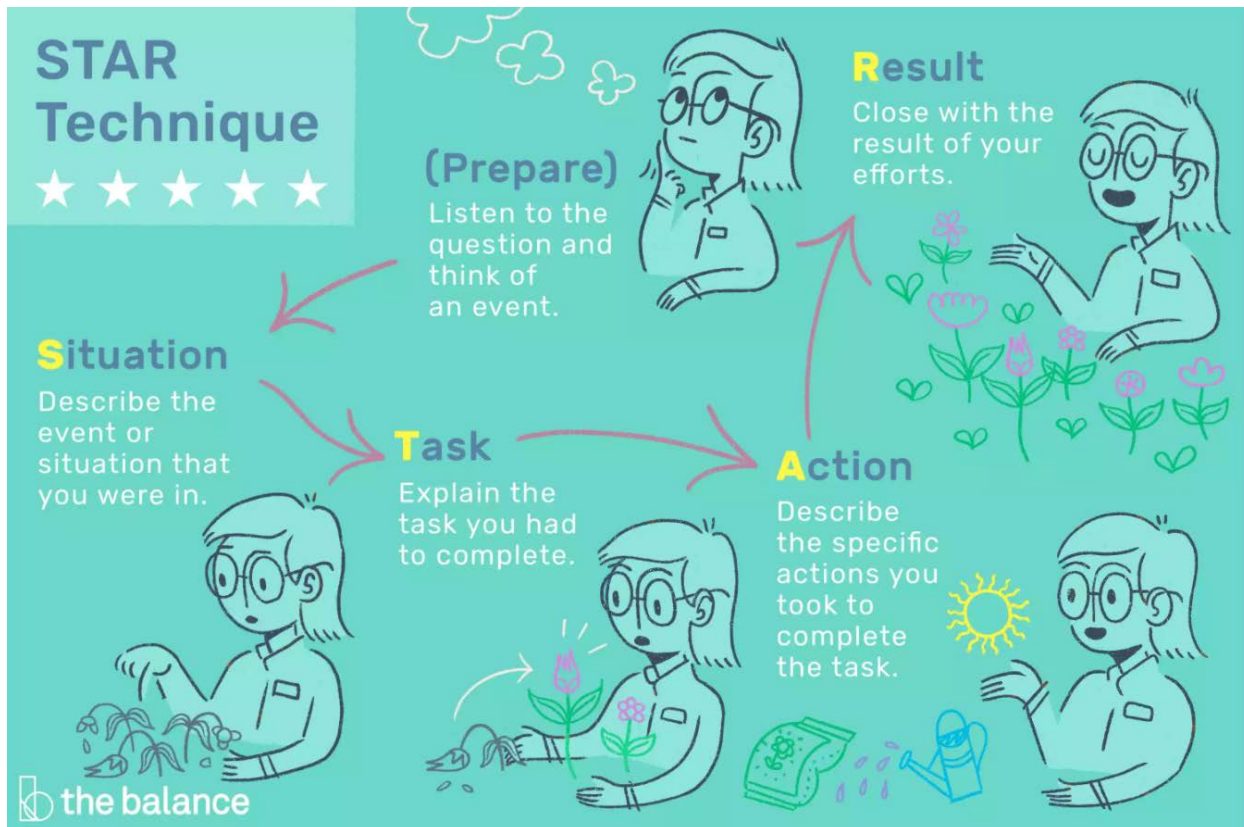 STAR
Technique
(Prepare)
Listen to the
question and
think of
an event.
Situation
Describe the
event or
situation that
you were in.
Task
Explain the
task you had
to complete.
Action
Describe
the specific
actions you
took to
complete
the task.
Result
Close with the
result of your
efforts.
the balance